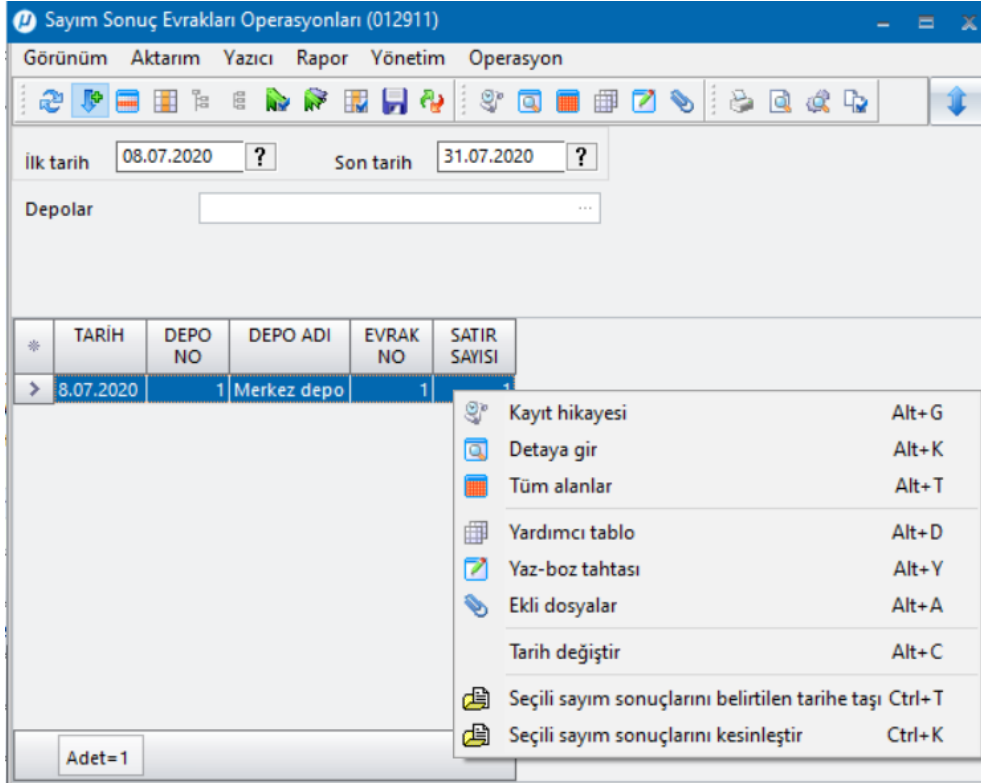 Sayım Sonuç Evrakları Operasyonları (012911)
Görünüm Aktarım Yazıcı Rapor Yönetim Operasyon
İlk tarih 08.07.2020 ? Son tarih 31.07.2020 ?
Depolar ...
TARİH DEPO NO DEPO ADI EVRAK NO SATIR SAYISI
8.07.2020 1 Merkez depo 1 1
Kayıt hikayesi Alt+G
Detaya gir Alt+K
Tüm alanlar Alt+T
Yardımcı tablo Alt+D
Yaz-boz tahtası Alt+Y
Ekli dosyalar Alt+A
Tarih değiştir Alt+C
Seçili sayım sonuçlarını belirtilen tarihe taşı Ctrl+T
Seçili sayım sonuçlarını kesinleştir Ctrl+K
Adet=1